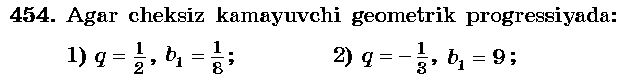 454. Agar cheksiz kamayuvchi geometrik progressiyada:
1) q = 1/2, b₁ = 1/8; 2) q = −1/3, b₁ = 9;